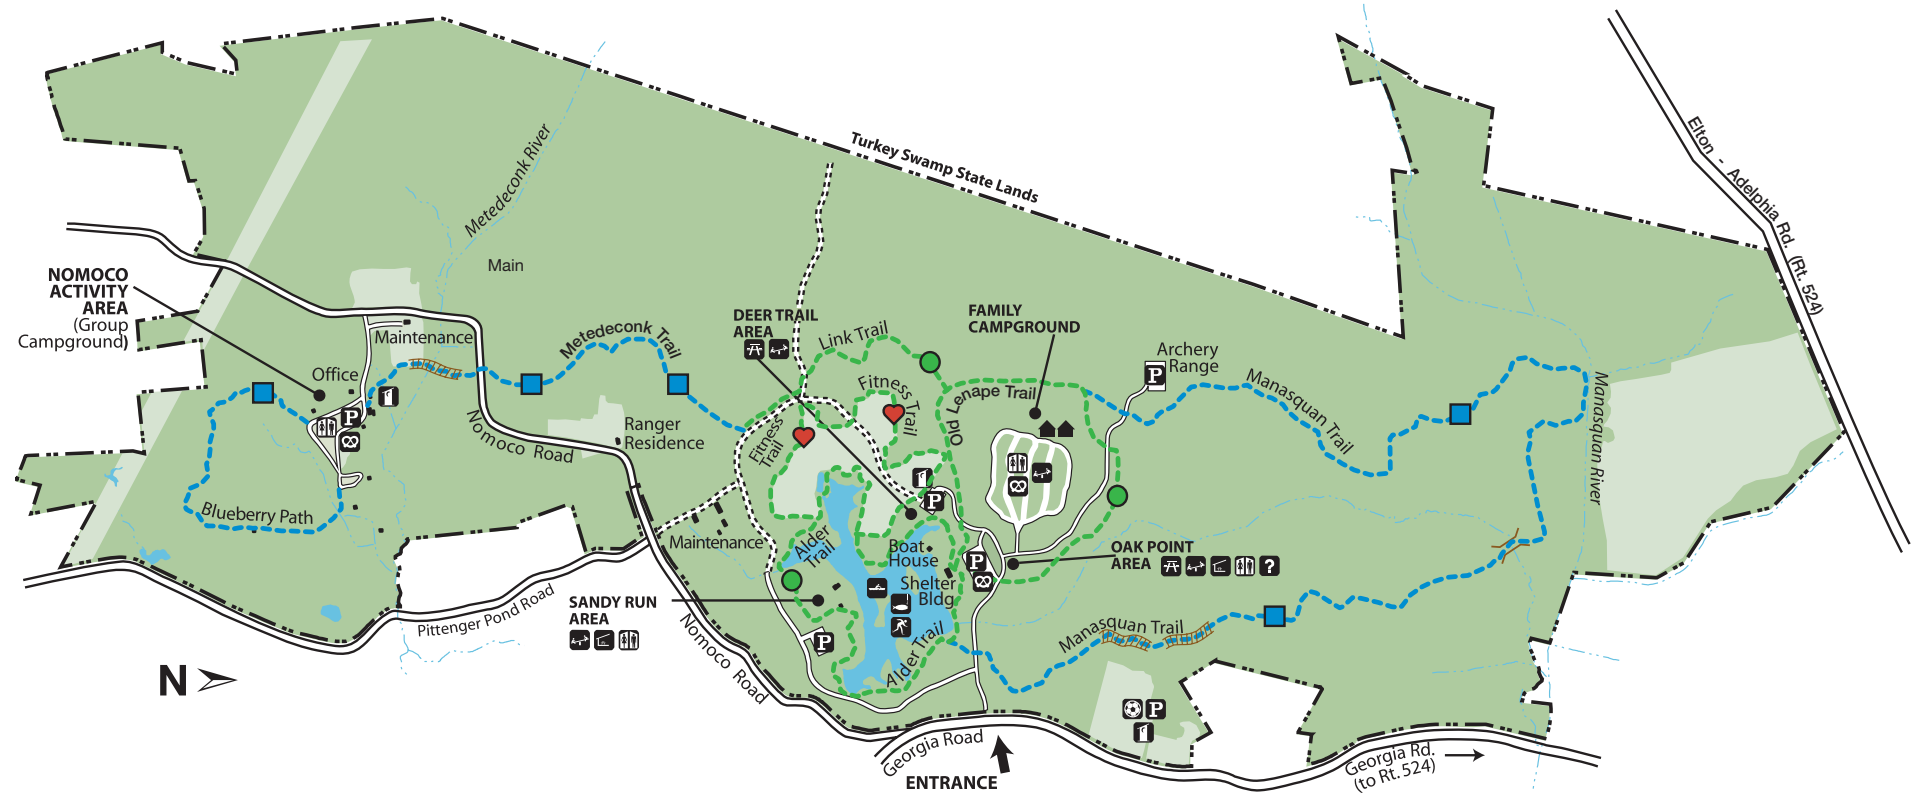 Turkey Swamp State Lands
Elton - Adelphia Rd. (Rt. 524)
Metedeconk River
Main
NOMOCO
ACTIVITY
AREA
(Group
Campground)
Maintenance
Office
Metedeconk Trail
DEER TRAIL
AREA
Link Trail
FAMILY
CAMPGROUND
Archery
Range
P
Fitness Trail
Old Lenape Trail
Manasquan Trail
Manasquan River
P
Nomoco Road
Ranger
Residence
Fitness
Trail
Blueberry Path
P
Maintenance
Alder
Trail
Boat
House
Shelter
Bldg
P
OAK POINT
AREA
?
Pittenger Pond Road
SANDY RUN
AREA
P
Nomoco Road
Alder Trail
Manasquan Trail
N
P
Georgia Road
ENTRANCE
Georgia Rd.
(to Rt. 524)